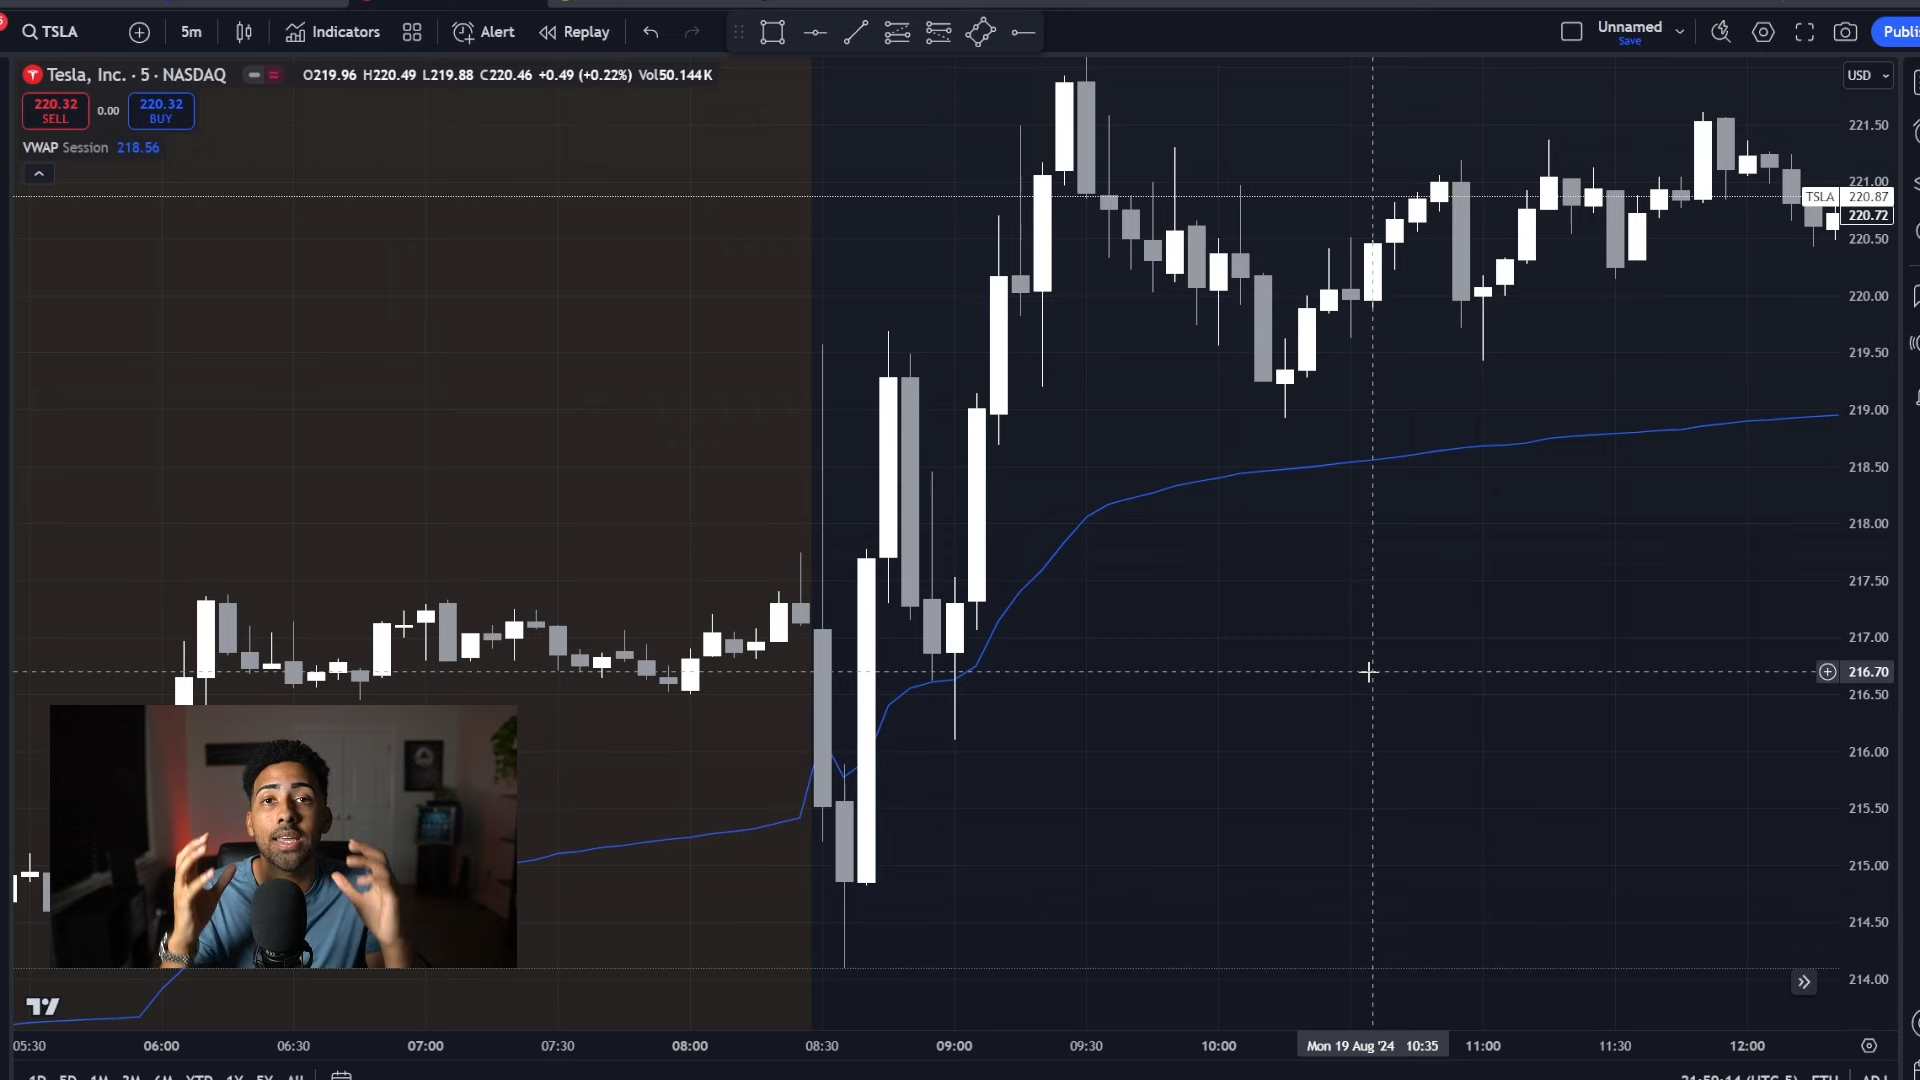 TSLA
5m
Indicators
Alert
Replay
Unnamed
Save
Tesla, Inc. · 5 · NASDAQ
O219.96 H220.49 L219.88 C220.46 +0.49 (+0.22%) Vol50.144K
USD
220.32
SELL
0.00
220.32
BUY
VWAP Session 218.56
221.50
221.00
TSLA 220.87
220.72
220.50
220.00
219.50
219.00
218.50
218.00
217.50
217.00
216.70
216.50
216.00
215.50
215.00
214.50
214.00
05:30
06:00
06:30
07:00
07:30
08:00
08:30
09:00
09:30
10:00
Mon 19 Aug '24 10:35
11:00
11:30
12:00